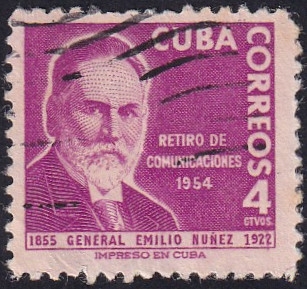 CUBA
CORREOS
RETIRO DE
COMUNICACIONES
1954
4
CTVOS.
1855 GENERAL EMILIO NUÑEZ 1922
IMPRESO EN CUBA